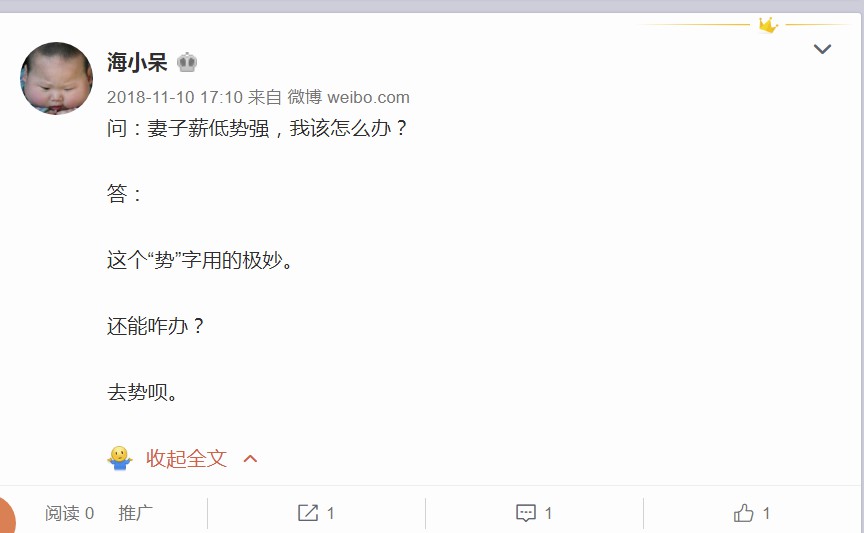 海小呆
2018-11-10 17:10 来自 微博 weibo.com
问：妻子薪低势强，我该怎么办？
答：
这个“势”字用的极妙。
还能咋办？
去势呗。
收起全文
阅读 0 推广 1 1 1